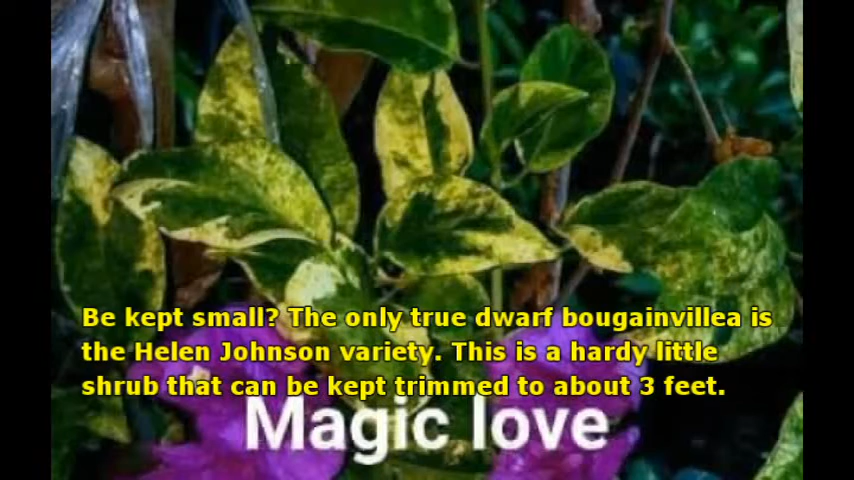 Be kept small? The only true dwarf bougainvillea is
the Helen Johnson variety. This is a hardy little
shrub that can be kept trimmed to about 3 feet.
Magic love